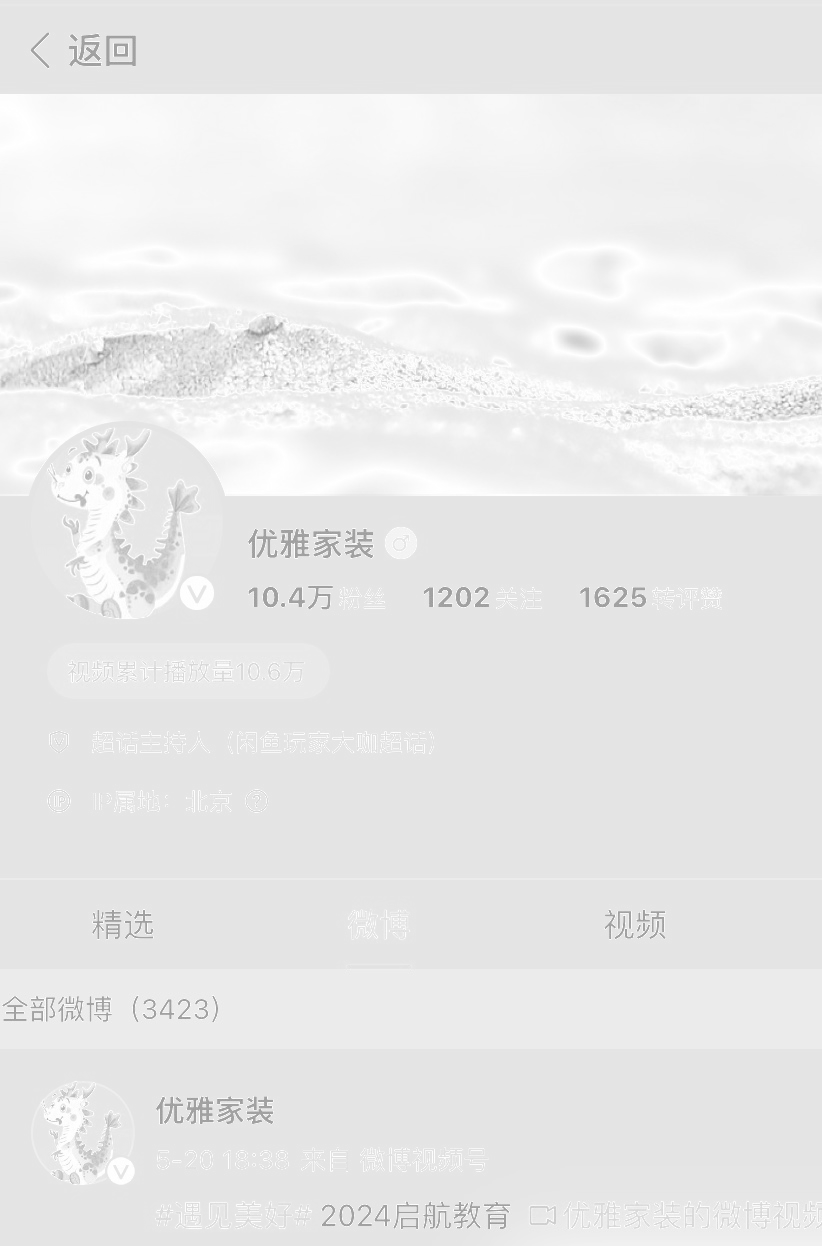 返回
优雅家装
10.4万 粉丝 1202 关注 1625 转评赞
视频累计播放量10.6万
超话主持人（闲鱼玩家大咖超话）
IP属地：北京
精选 微博 视频
全部微博（3423）
优雅家装
5-20 18:38 来自 微博视频号
#遇见美好# 2024启航教育 优雅家装的微博视频